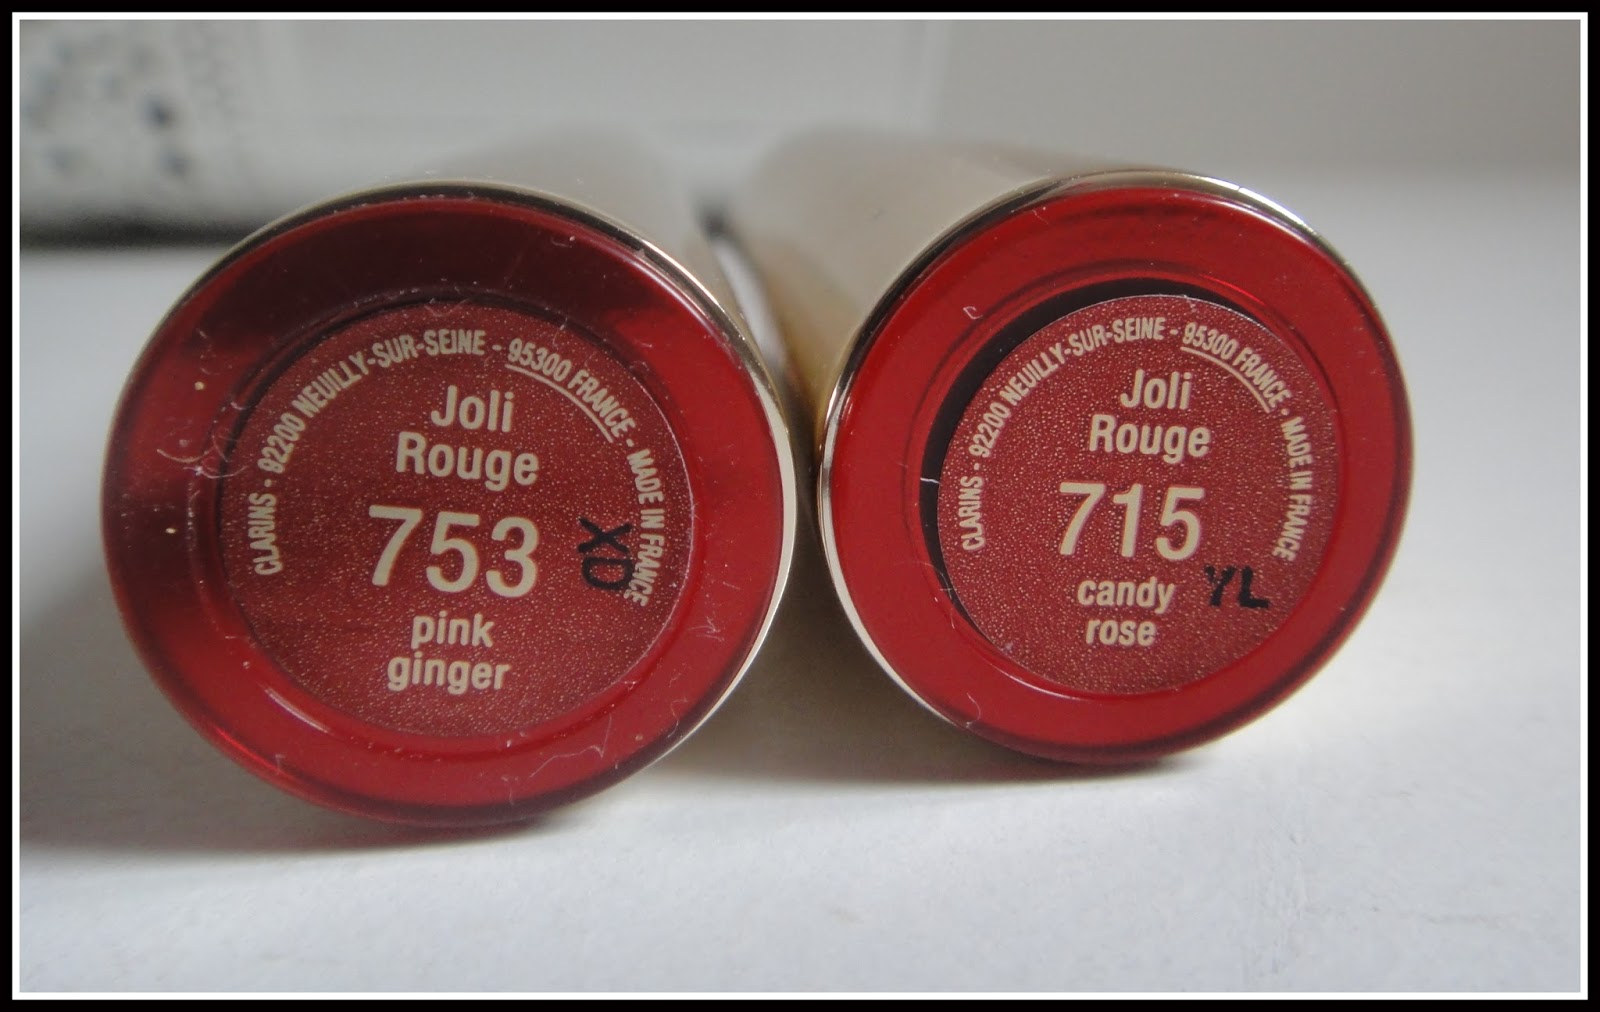 CLARINS - 92200 NEUILLY-SUR-SEINE - 95300 FRANCE - MADE IN FRANCE
Joli
Rouge
753
XD
pink
ginger
CLARINS - 92200 NEUILLY-SUR-SEINE - 95300 FRANCE - MADE IN FRANCE
Joli
Rouge
715
candy
YL
rose